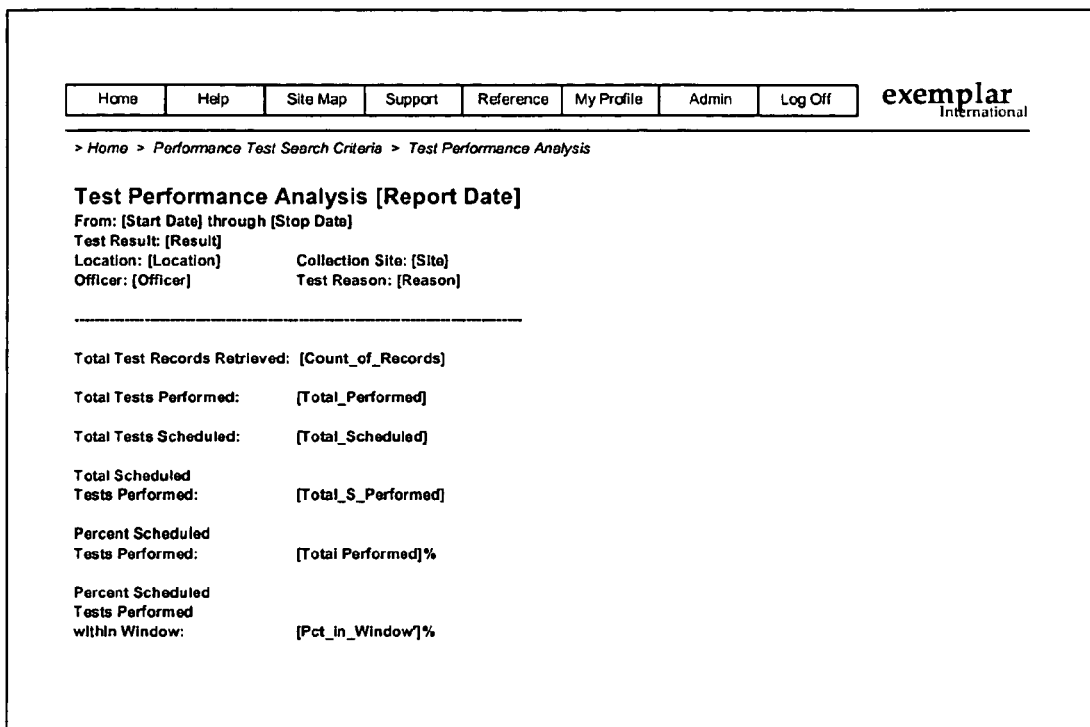 Home Help Site Map Support Reference My Profile Admin Log Off
exemplar
International
> Home > Performance Test Search Criteria > Test Performance Analysis
Test Performance Analysis [Report Date]
From: [Start Date] through [Stop Date]
Test Result: [Result]
Location: [Location] Collection Site: [Site]
Officer: [Officer] Test Reason: [Reason]
Total Test Records Retrieved: [Count_of_Records]
Total Tests Performed: [Total_Performed]
Total Tests Scheduled: [Total_Scheduled]
Total Scheduled
Tests Performed: [Total_S_Performed]
Percent Scheduled
Tests Performed: [Total Performed]%
Percent Scheduled
Tests Performed
within Window: [Pct_in_Window']%